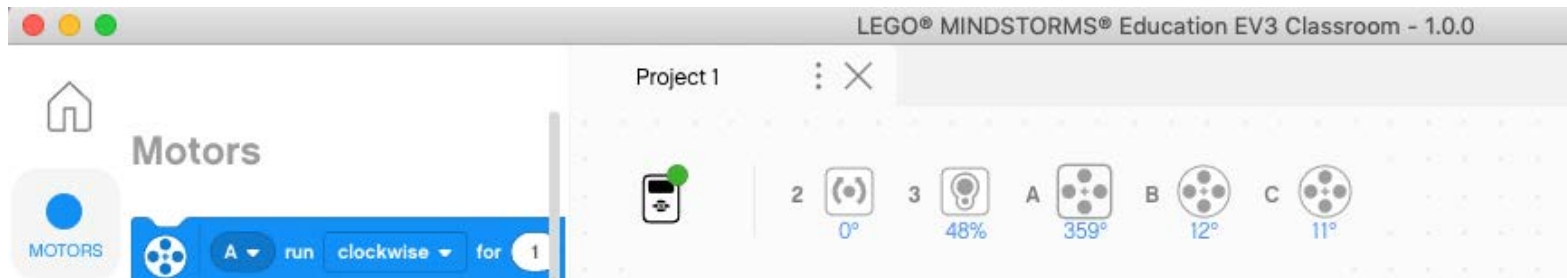 LEGO® MINDSTORMS® Education EV3 Classroom - 1.0.0
Project 1
Motors
2 0°
3 48%
A 359°
B 12°
C 11°
MOTORS
A run clockwise for 1